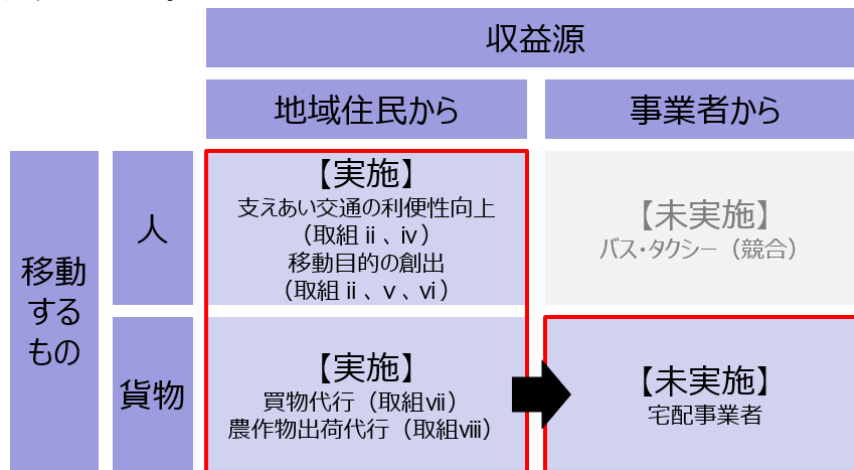 収益源
地域住民から
事業者から
移動
する
もの
人
【実施】
支えあい交通の利便性向上
（取組ⅱ、ⅳ）
移動目的の創出
（取組ⅱ、ⅴ、ⅵ）
【未実施】
バス・タクシー（競合）
貨物
【実施】
買物代行（取組ⅶ）
農作物出荷代行（取組ⅷ）
【未実施】
宅配事業者